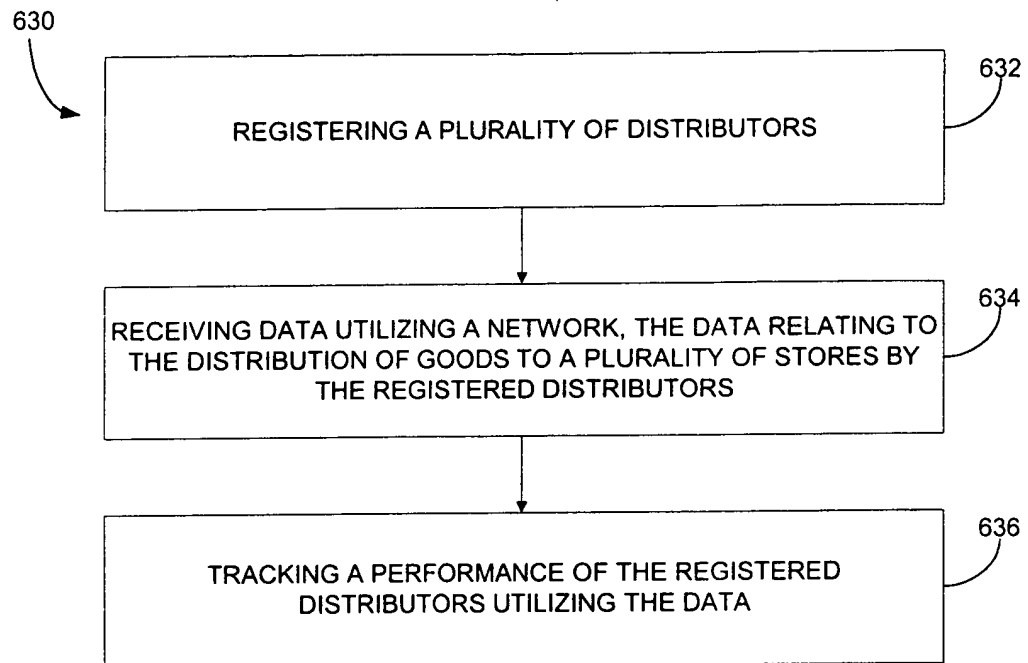 630
632
REGISTERING A PLURALITY OF DISTRIBUTORS
634
RECEIVING DATA UTILIZING A NETWORK, THE DATA RELATING TO
THE DISTRIBUTION OF GOODS TO A PLURALITY OF STORES BY
THE REGISTERED DISTRIBUTORS
636
TRACKING A PERFORMANCE OF THE REGISTERED
DISTRIBUTORS UTILIZING THE DATA